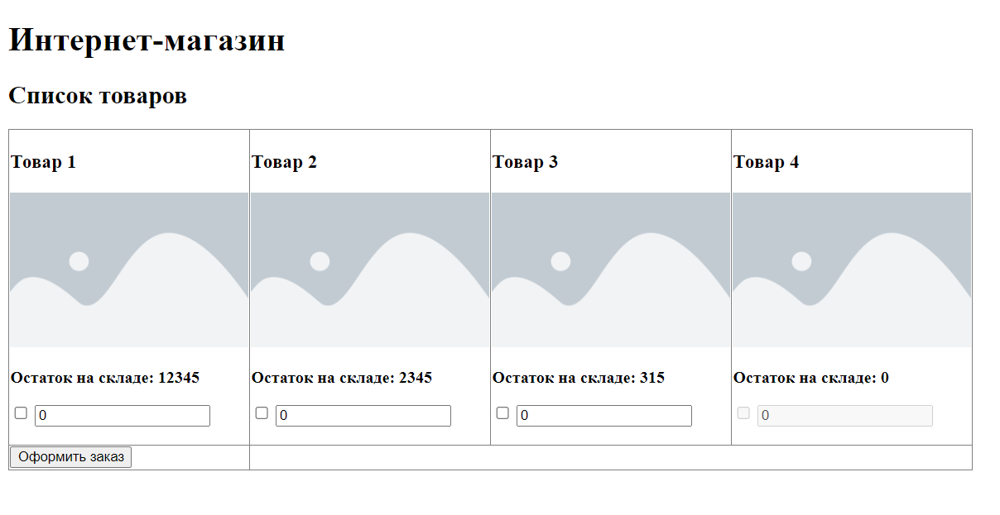 Интернет-магазин
Список товаров
Товар 1
Товар 2
Товар 3
Товар 4
Остаток на складе: 12345
Остаток на складе: 2345
Остаток на складе: 315
Остаток на складе: 0
0
0
0
0
Оформить заказ